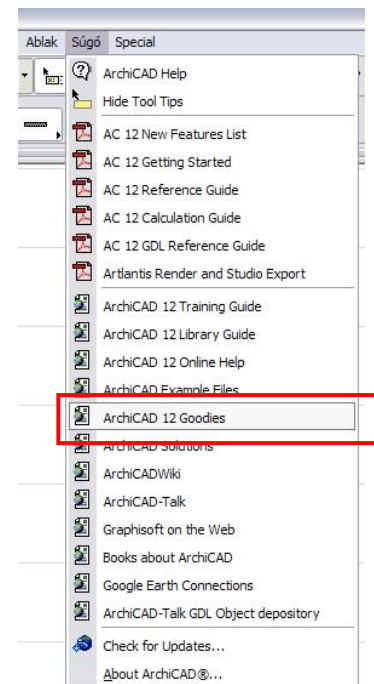 Ablak Súgó Special
ArchiCAD Help
Hide Tool Tips
AC 12 New Features List
AC 12 Getting Started
AC 12 Reference Guide
AC 12 Calculation Guide
AC 12 GDL Reference Guide
Artlantis Render and Studio Export
ArchiCAD 12 Training Guide
ArchiCAD 12 Library Guide
ArchiCAD 12 Online Help
ArchiCAD Example Files
ArchiCAD 12 Goodies
ArchiCAD Solutions
ArchiCADWiki
ArchiCAD-Talk
Graphisoft on the Web
Books about ArchiCAD
Google Earth Connections
ArchiCAD-Talk GDL Object depository
Check for Updates...
About ArchiCAD®...